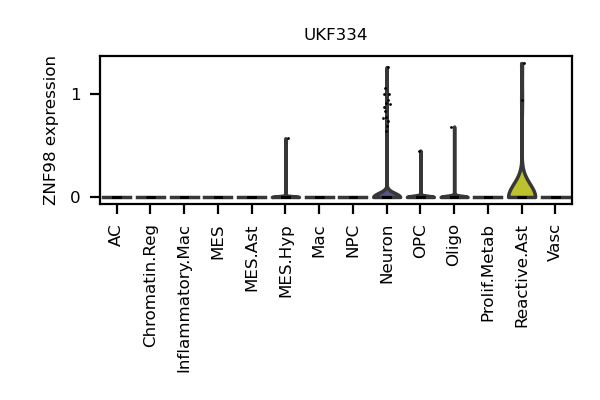 UKF334
ZNF98 expression
1
0
AC
Chromatin.Reg
Inflammatory.Mac
MES
MES.Ast
MES.Hyp
Mac
NPC
Neuron
OPC
Oligo
Prolif.Metab
Reactive.Ast
Vasc